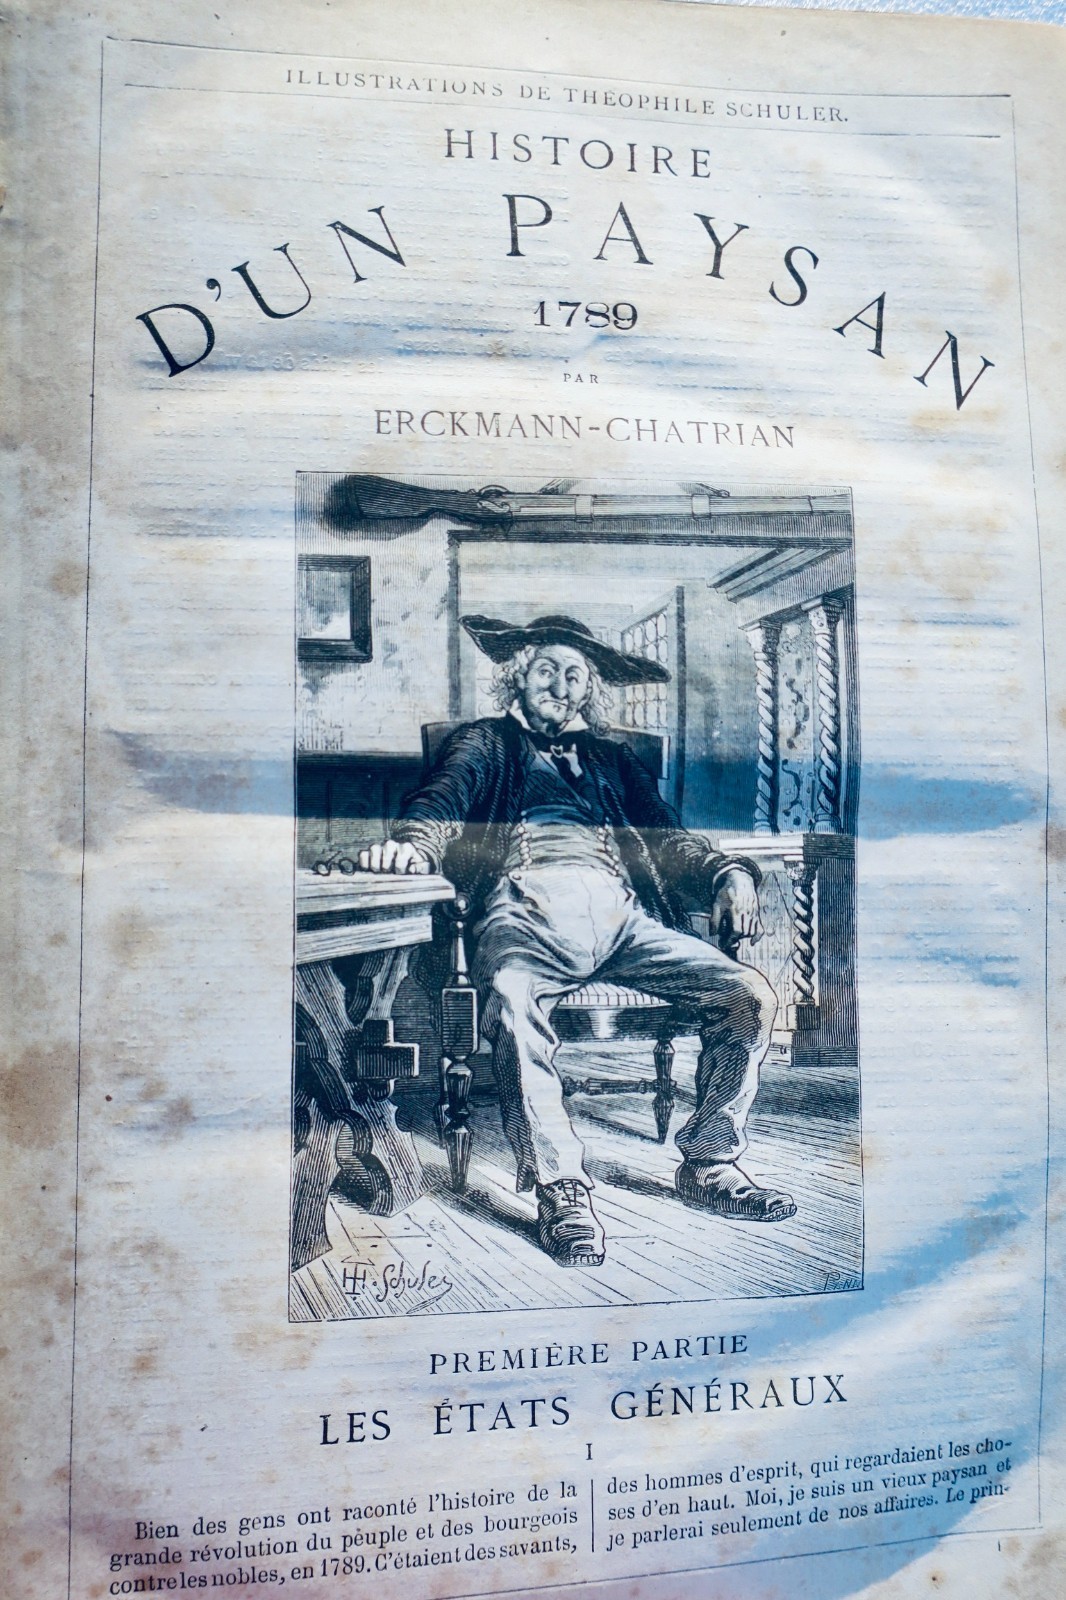 ILLUSTRATIONS DE THÉOPHILE SCHULER.
HISTOIRE
D'UN PAYSAN
1789
PAR
ERCKMANN-CHATRIAN
TH. Schuler
PREMIÈRE PARTIE
LES ÉTATS GÉNÉRAUX
I
Bien des gens ont raconté l'histoire de la
grande révolution du peuple et des bourgeois
contre les nobles, en 1789. C'étaient des savants,
des hommes d'esprit, qui regardaient les cho-
ses d'en haut. Moi, je suis un vieux paysan et
je parlerai seulement de nos affaires. Le prin-